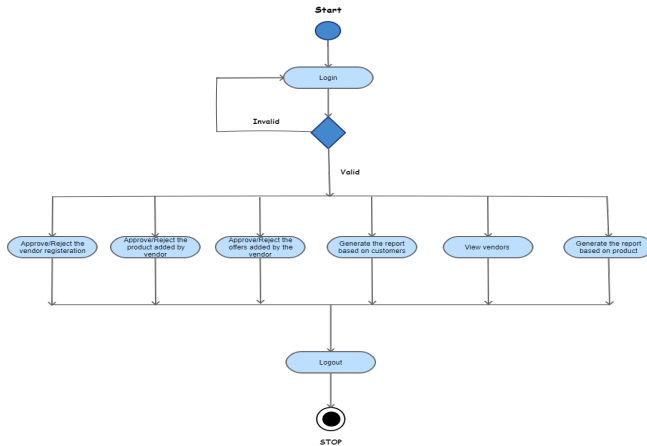 Start
Login
Invalid
Valid
Approve/Reject the
vendor registeration
Approve/Reject the
product added by
vendor
Approve/Reject the
offers added by the
vendor
Generate the report
based on customers
View vendors
Generate the report
based on product
Logout
STOP